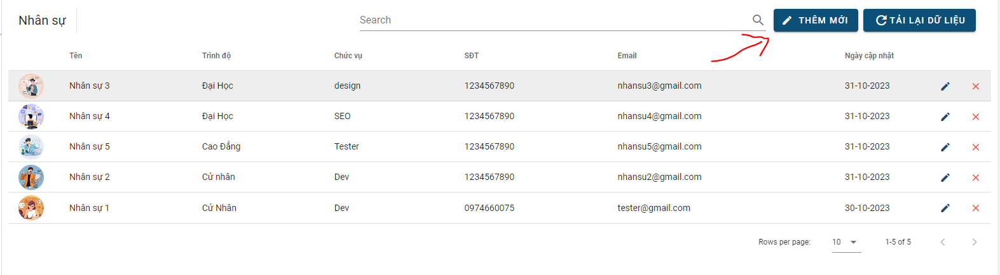 Nhân sự Search THÊM MỚI TẢI LẠI DỮ LIỆU
Tên Trình độ Chức vụ SĐT Email Ngày cập nhật
Nhân sự 3 Đại Học design 1234567890 nhansu3@gmail.com 31-10-2023
Nhân sự 4 Đại Học SEO 1234567890 nhansu4@gmail.com 31-10-2023
Nhân sự 5 Cao Đẳng Tester 1234567890 nhansu5@gmail.com 31-10-2023
Nhân sự 2 Cử nhân Dev 1234567890 nhansu2@gmail.com 31-10-2023
Nhân sự 1 Cử Nhân Dev 0974660075 tester@gmail.com 30-10-2023
Rows per page: 10 1-5 of 5